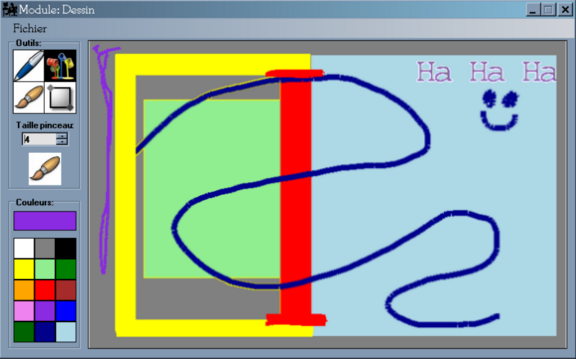 Module: Dessin
Fichier
Outils:
Taille pinceau:
4
Couleurs:
Ha Ha Ha